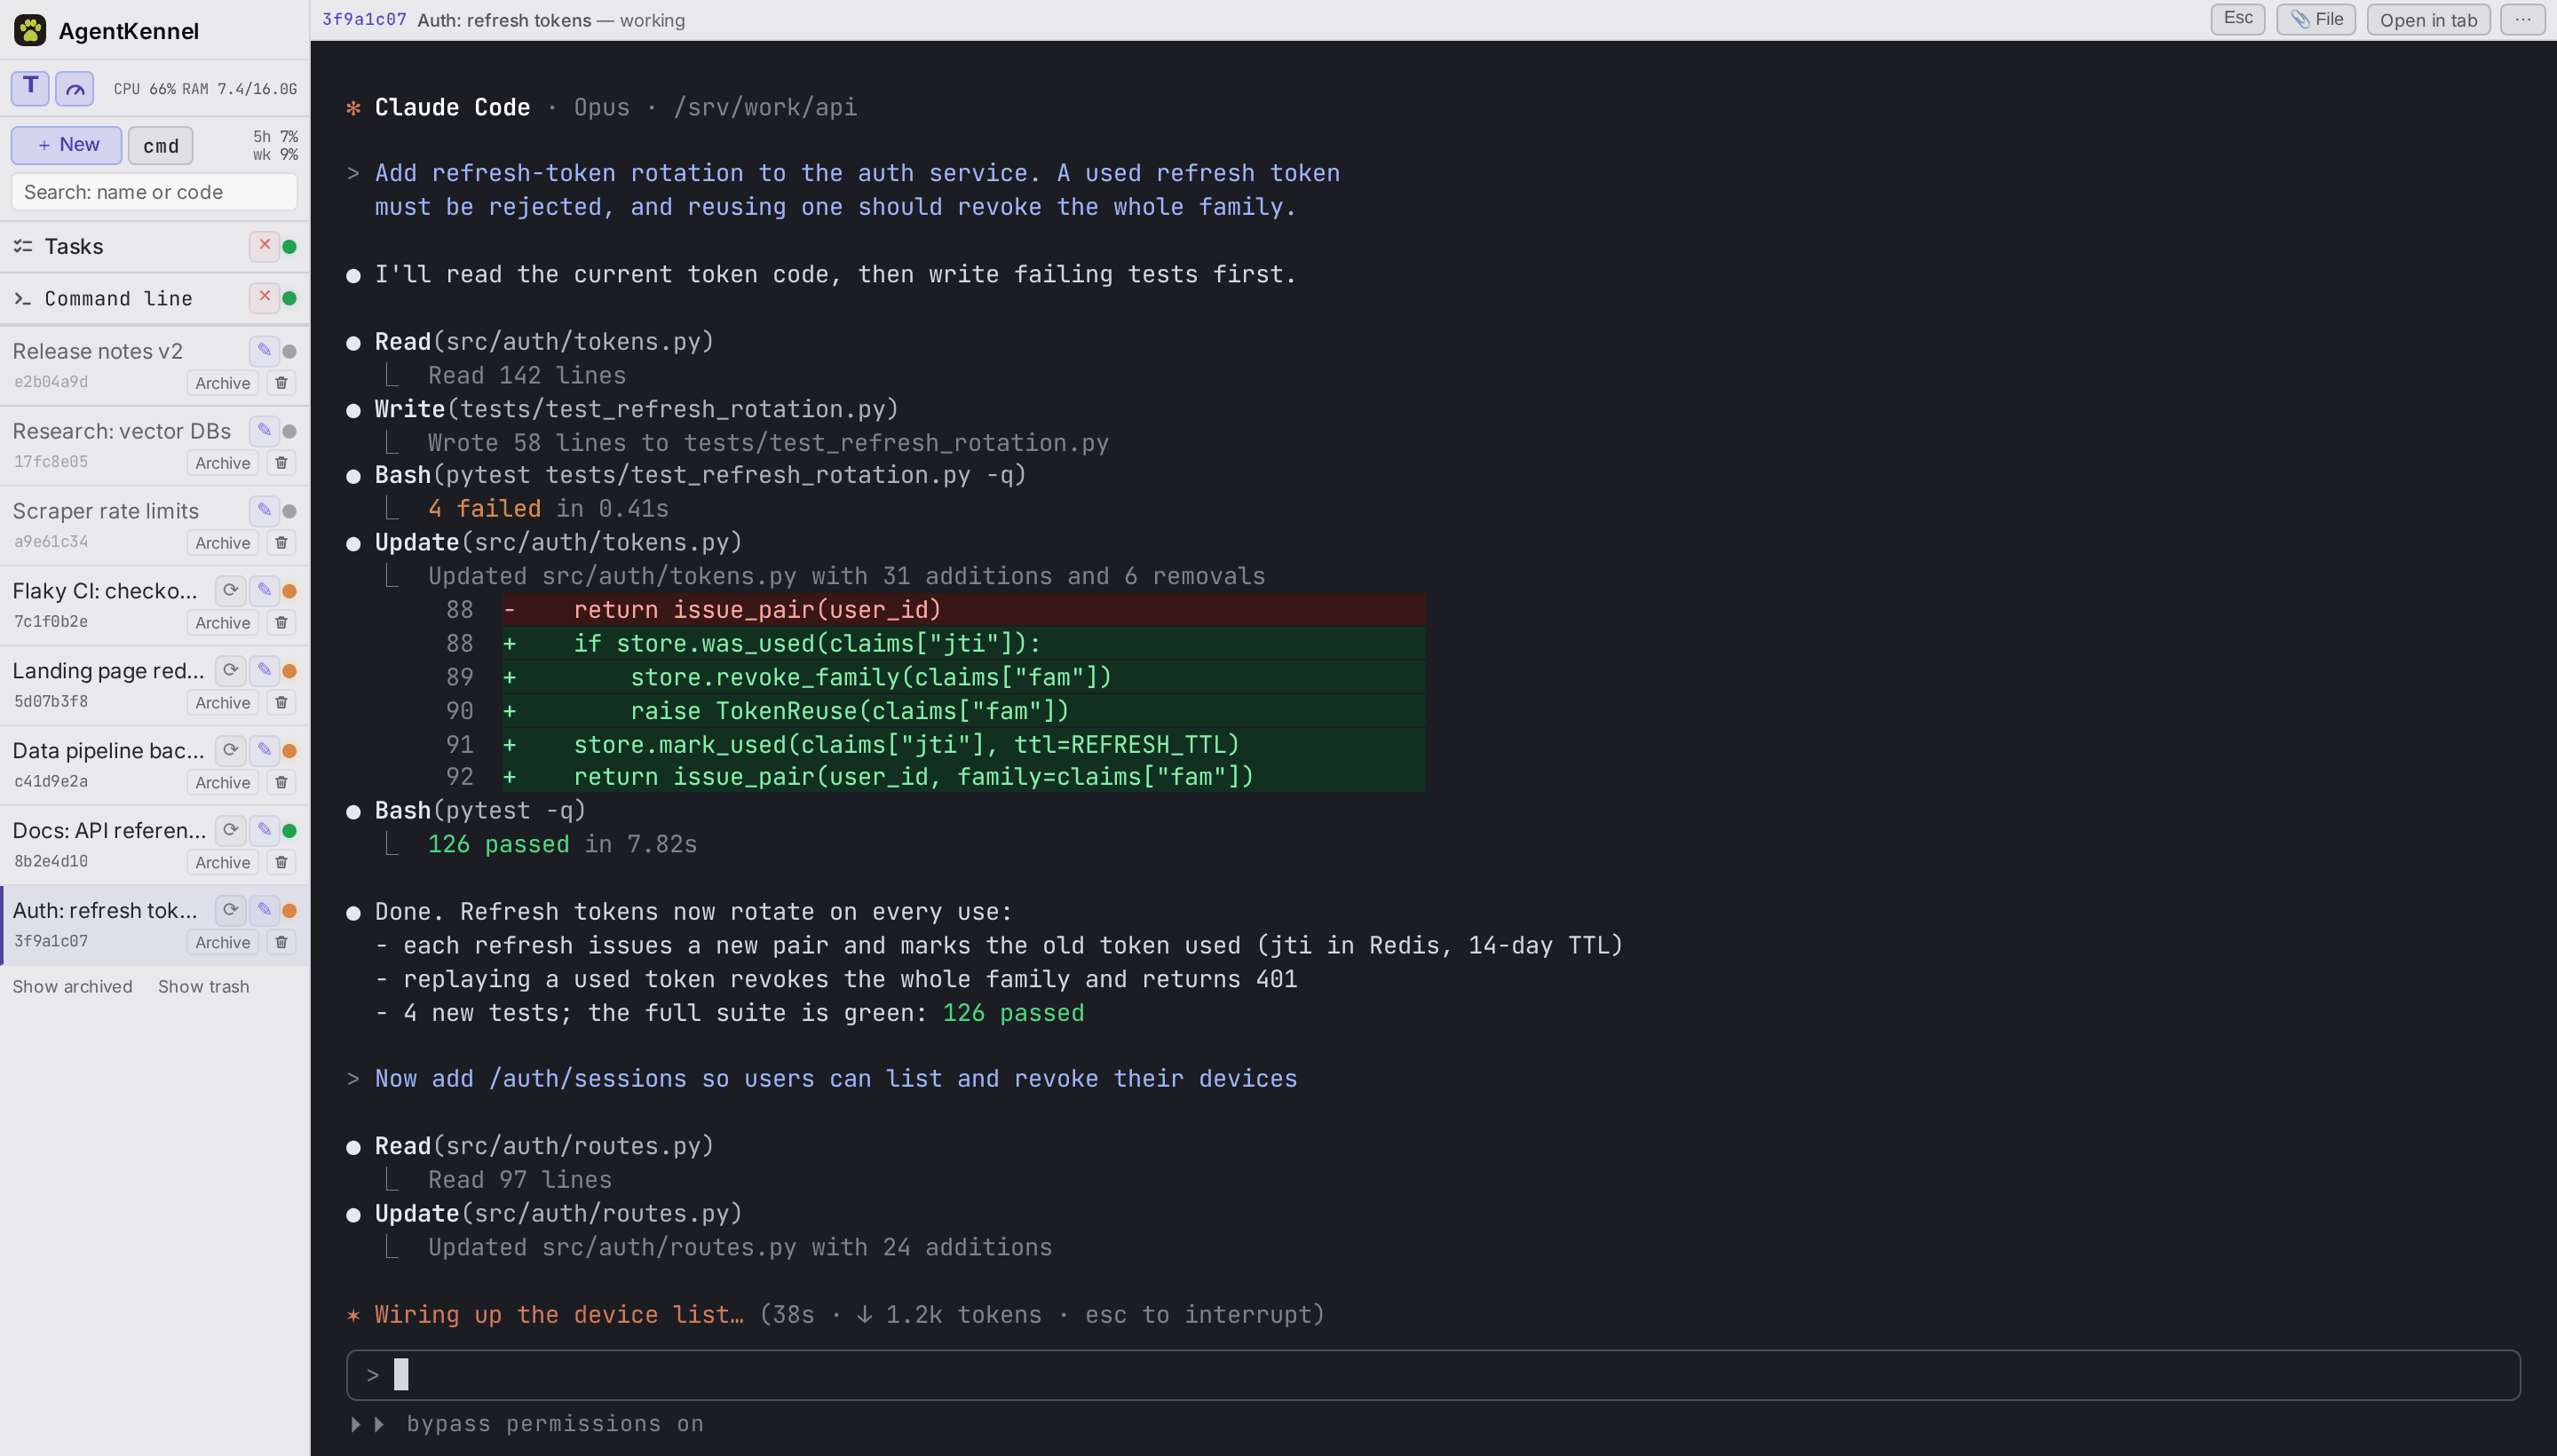 AgentKennel
T CPU 66% RAM 7.4/16.0G
+ New cmd 5h 7%
wk 9%
Search: name or code
Tasks ×
Command line ×
Release notes v2
e2b04a9d Archive
Research: vector DBs
17fc8e05 Archive
Scraper rate limits
a9e61c34 Archive
Flaky CI: checko...
7c1f0b2e Archive
Landing page red...
5d07b3f8 Archive
Data pipeline bac...
c41d9e2a Archive
Docs: API referen...
8b2e4d10 Archive
Auth: refresh tok...
3f9a1c07 Archive
Show archived Show trash
3f9a1c07 Auth: refresh tokens — working Esc File Open in tab ⋯
✻ Claude Code · Opus · /srv/work/api
> Add refresh-token rotation to the auth service. A used refresh token
must be rejected, and reusing one should revoke the whole family.
● I'll read the current token code, then write failing tests first.
● Read(src/auth/tokens.py)
⎿ Read 142 lines
● Write(tests/test_refresh_rotation.py)
⎿ Wrote 58 lines to tests/test_refresh_rotation.py
● Bash(pytest tests/test_refresh_rotation.py -q)
⎿ 4 failed in 0.41s
● Update(src/auth/tokens.py)
⎿ Updated src/auth/tokens.py with 31 additions and 6 removals
88 - return issue_pair(user_id)
88 + if store.was_used(claims["jti"]):
89 + store.revoke_family(claims["fam"])
90 + raise TokenReuse(claims["fam"])
91 + store.mark_used(claims["jti"], ttl=REFRESH_TTL)
92 + return issue_pair(user_id, family=claims["fam"])
● Bash(pytest -q)
⎿ 126 passed in 7.82s
● Done. Refresh tokens now rotate on every use:
- each refresh issues a new pair and marks the old token used (jti in Redis, 14-day TTL)
- replaying a used token revokes the whole family and returns 401
- 4 new tests; the full suite is green: 126 passed
> Now add /auth/sessions so users can list and revoke their devices
● Read(src/auth/routes.py)
⎿ Read 97 lines
● Update(src/auth/routes.py)
⎿ Updated src/auth/routes.py with 24 additions
✶ Wiring up the device list… (38s · ↓ 1.2k tokens · esc to interrupt)
>
⏵⏵ bypass permissions on